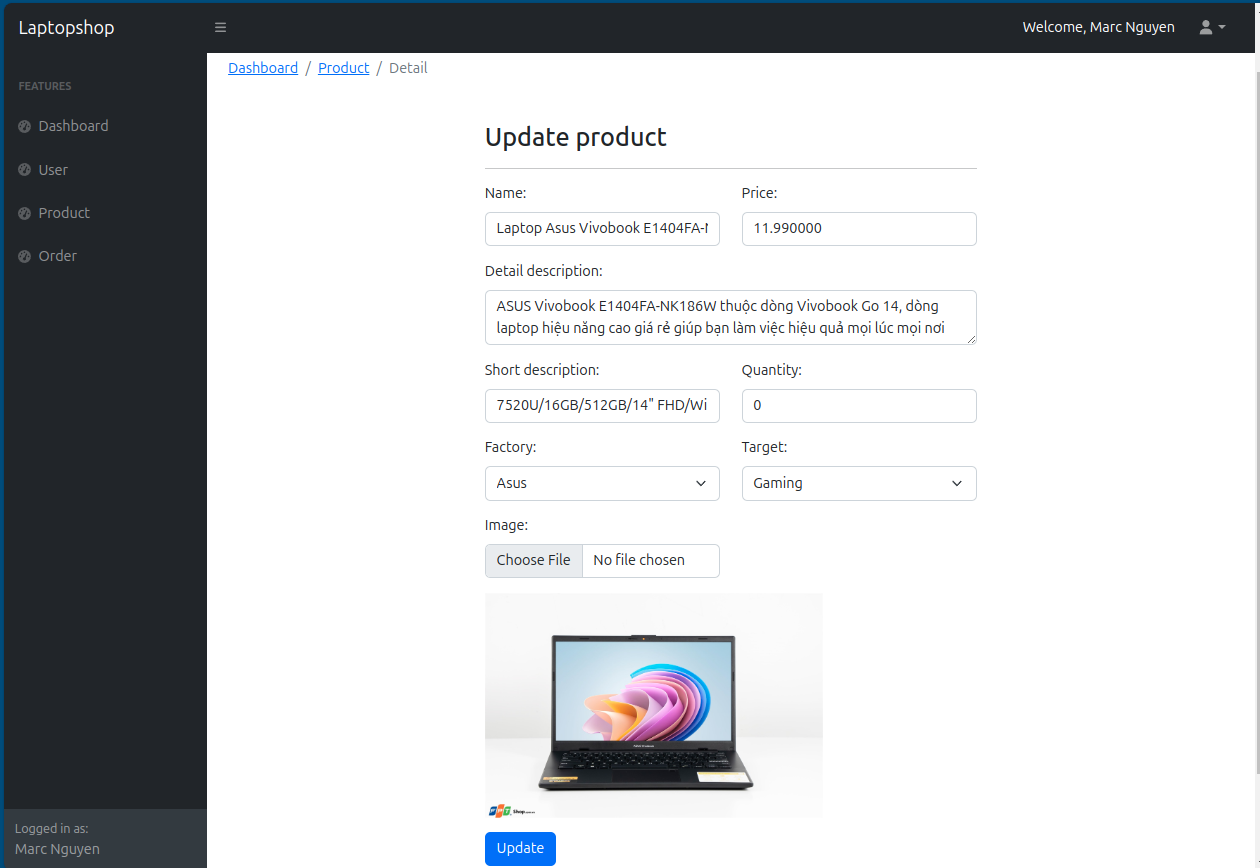 Laptopshop
Welcome, Marc Nguyen
FEATURES
Dashboard
User
Product
Order
Logged in as:
Marc Nguyen
Dashboard / Product / Detail
Update product
Name:
Price:
Laptop Asus Vivobook E1404FA-N
11.990000
Detail description:
ASUS Vivobook E1404FA-NK186W thuộc dòng Vivobook Go 14, dòng
laptop hiệu năng cao giá rẻ giúp bạn làm việc hiệu quả mọi lúc mọi nơi
Short description:
Quantity:
7520U/16GB/512GB/14" FHD/Wi
0
Factory:
Target:
Asus
Gaming
Image:
Choose File
No file chosen
FPT Shop
Update